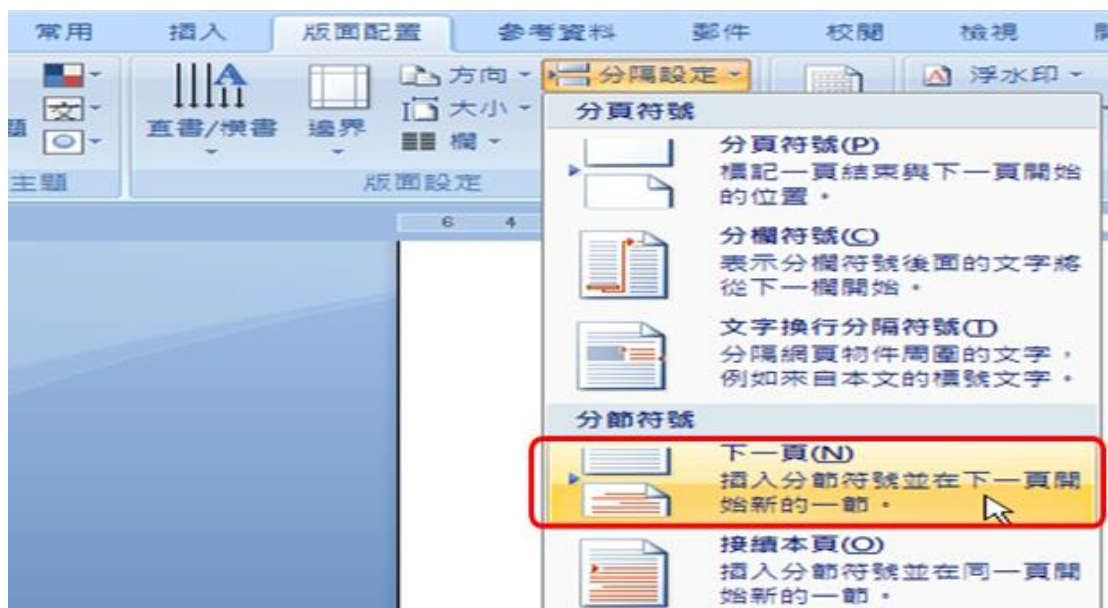 常用 插入 版面配置 參考資料 郵件 校閱 檢視
方向 分隔設定 浮水印
直書/橫書 邊界 大小
題 欄
主題 版面設定
6 4
分頁符號
分頁符號(P)
標記一頁結束與下一頁開始
的位置。
分欄符號(C)
表示分欄符號後面的文字將
從下一欄開始。
文字換行分隔符號(T)
分隔網頁物件周圍的文字，
例如來自本文的標號文字。
分節符號
下一頁(N)
插入分節符號並在下一頁開
始新的一節。
接續本頁(O)
插入分節符號並在同一頁開
始新的一節。